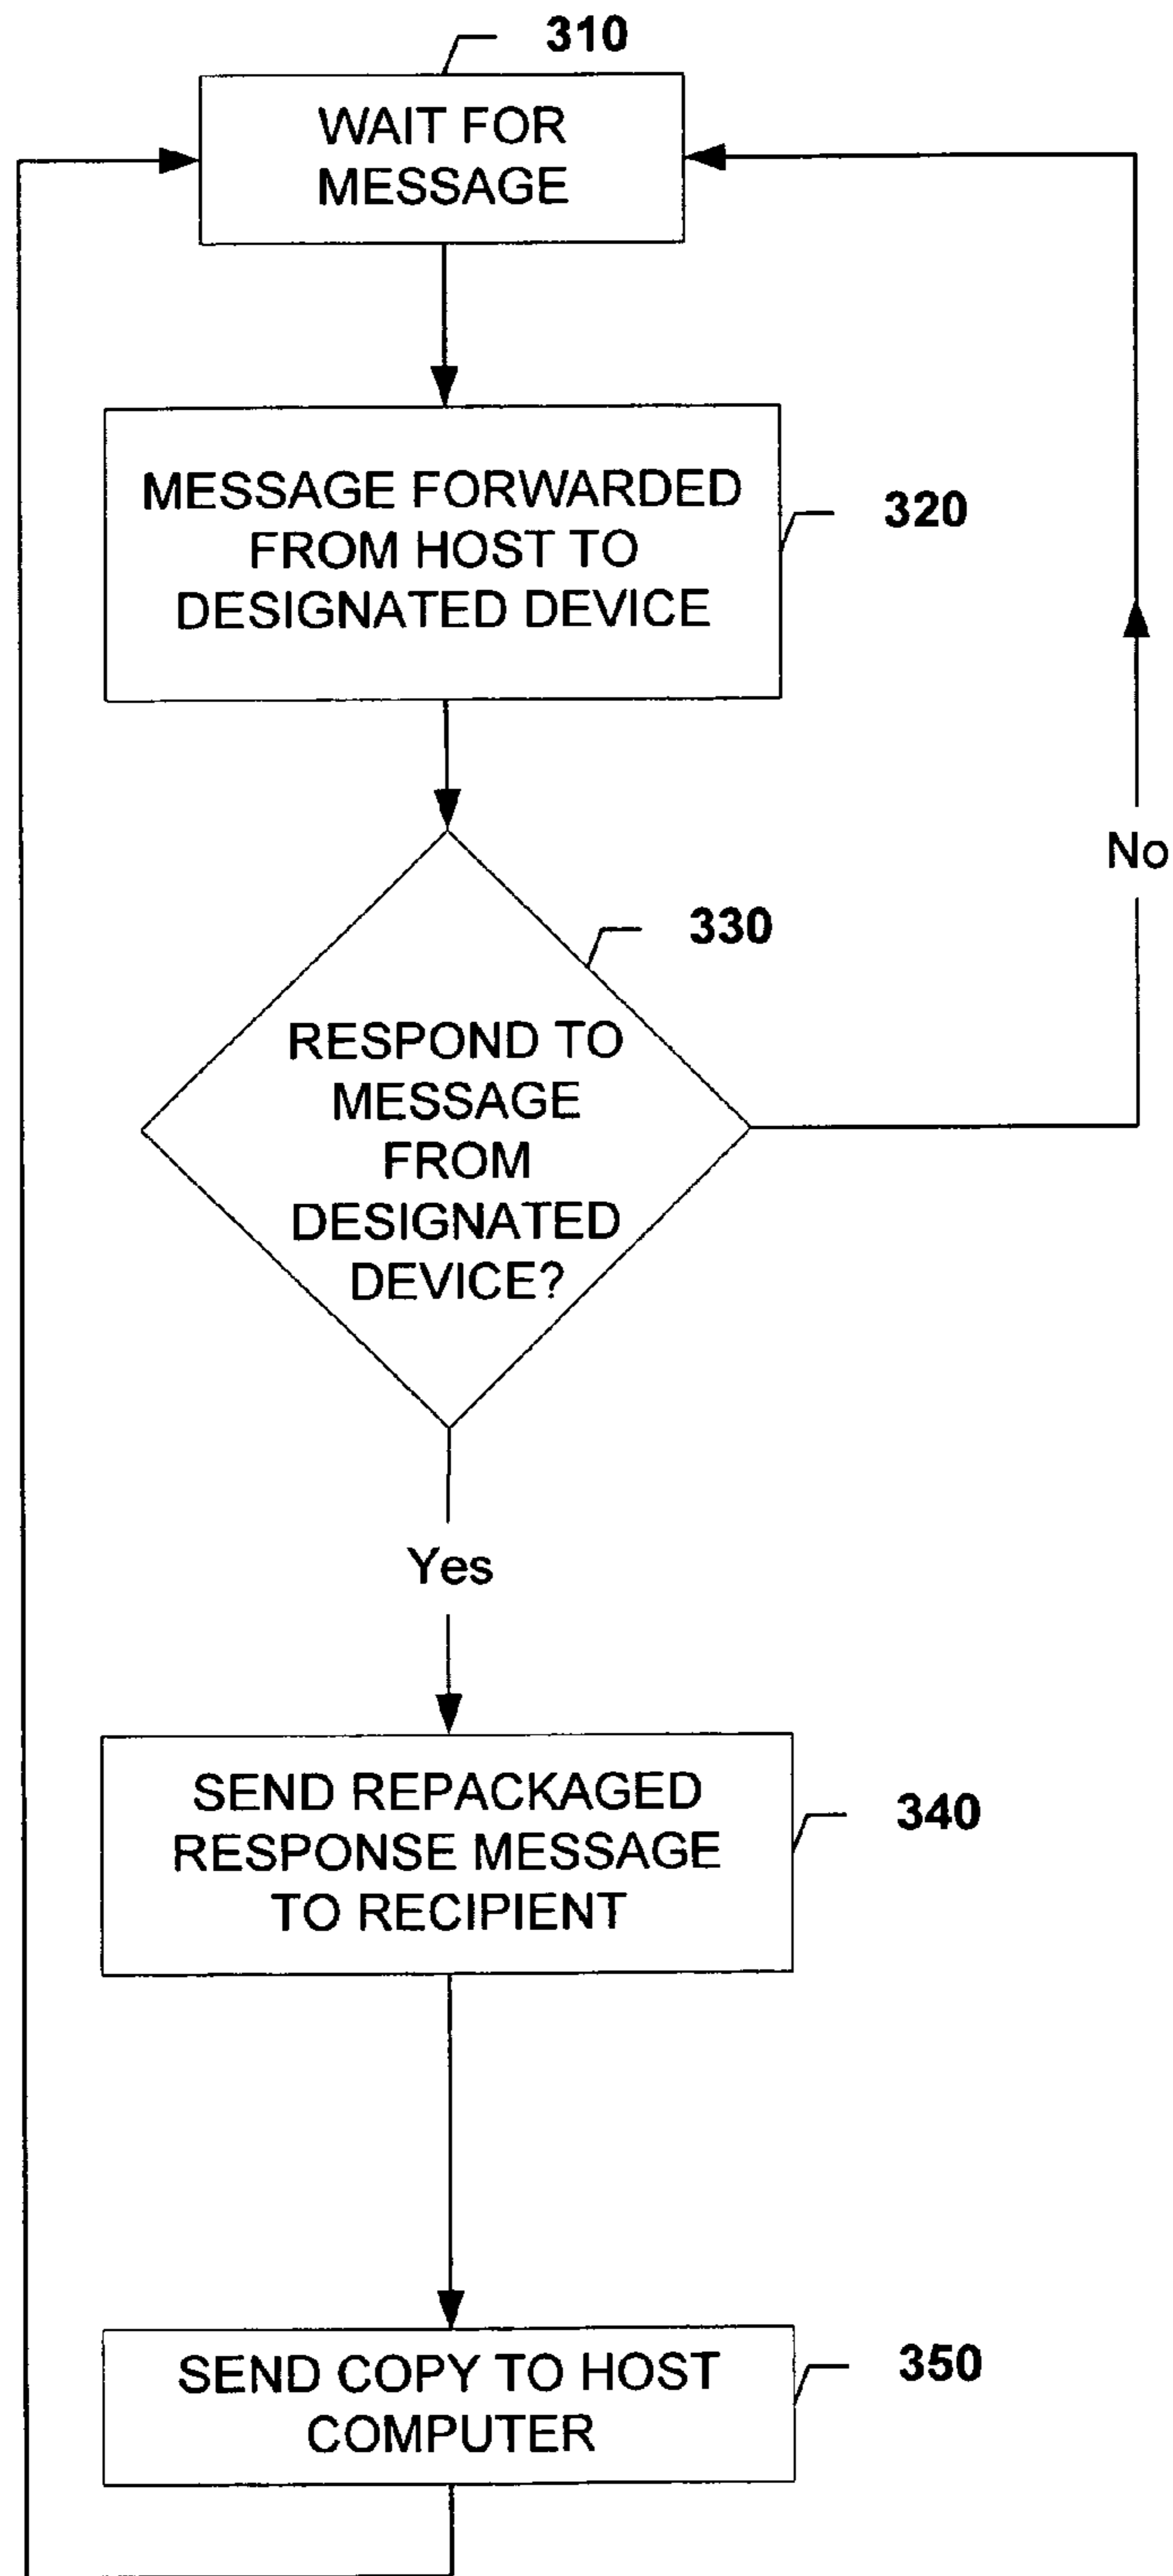 310
WAIT FOR
MESSAGE
MESSAGE FORWARDED
FROM HOST TO
DESIGNATED DEVICE
320
No
330
RESPOND TO
MESSAGE
FROM
DESIGNATED
DEVICE?
Yes
SEND REPACKAGED
RESPONSE MESSAGE
TO RECIPIENT
340
SEND COPY TO HOST
COMPUTER
350